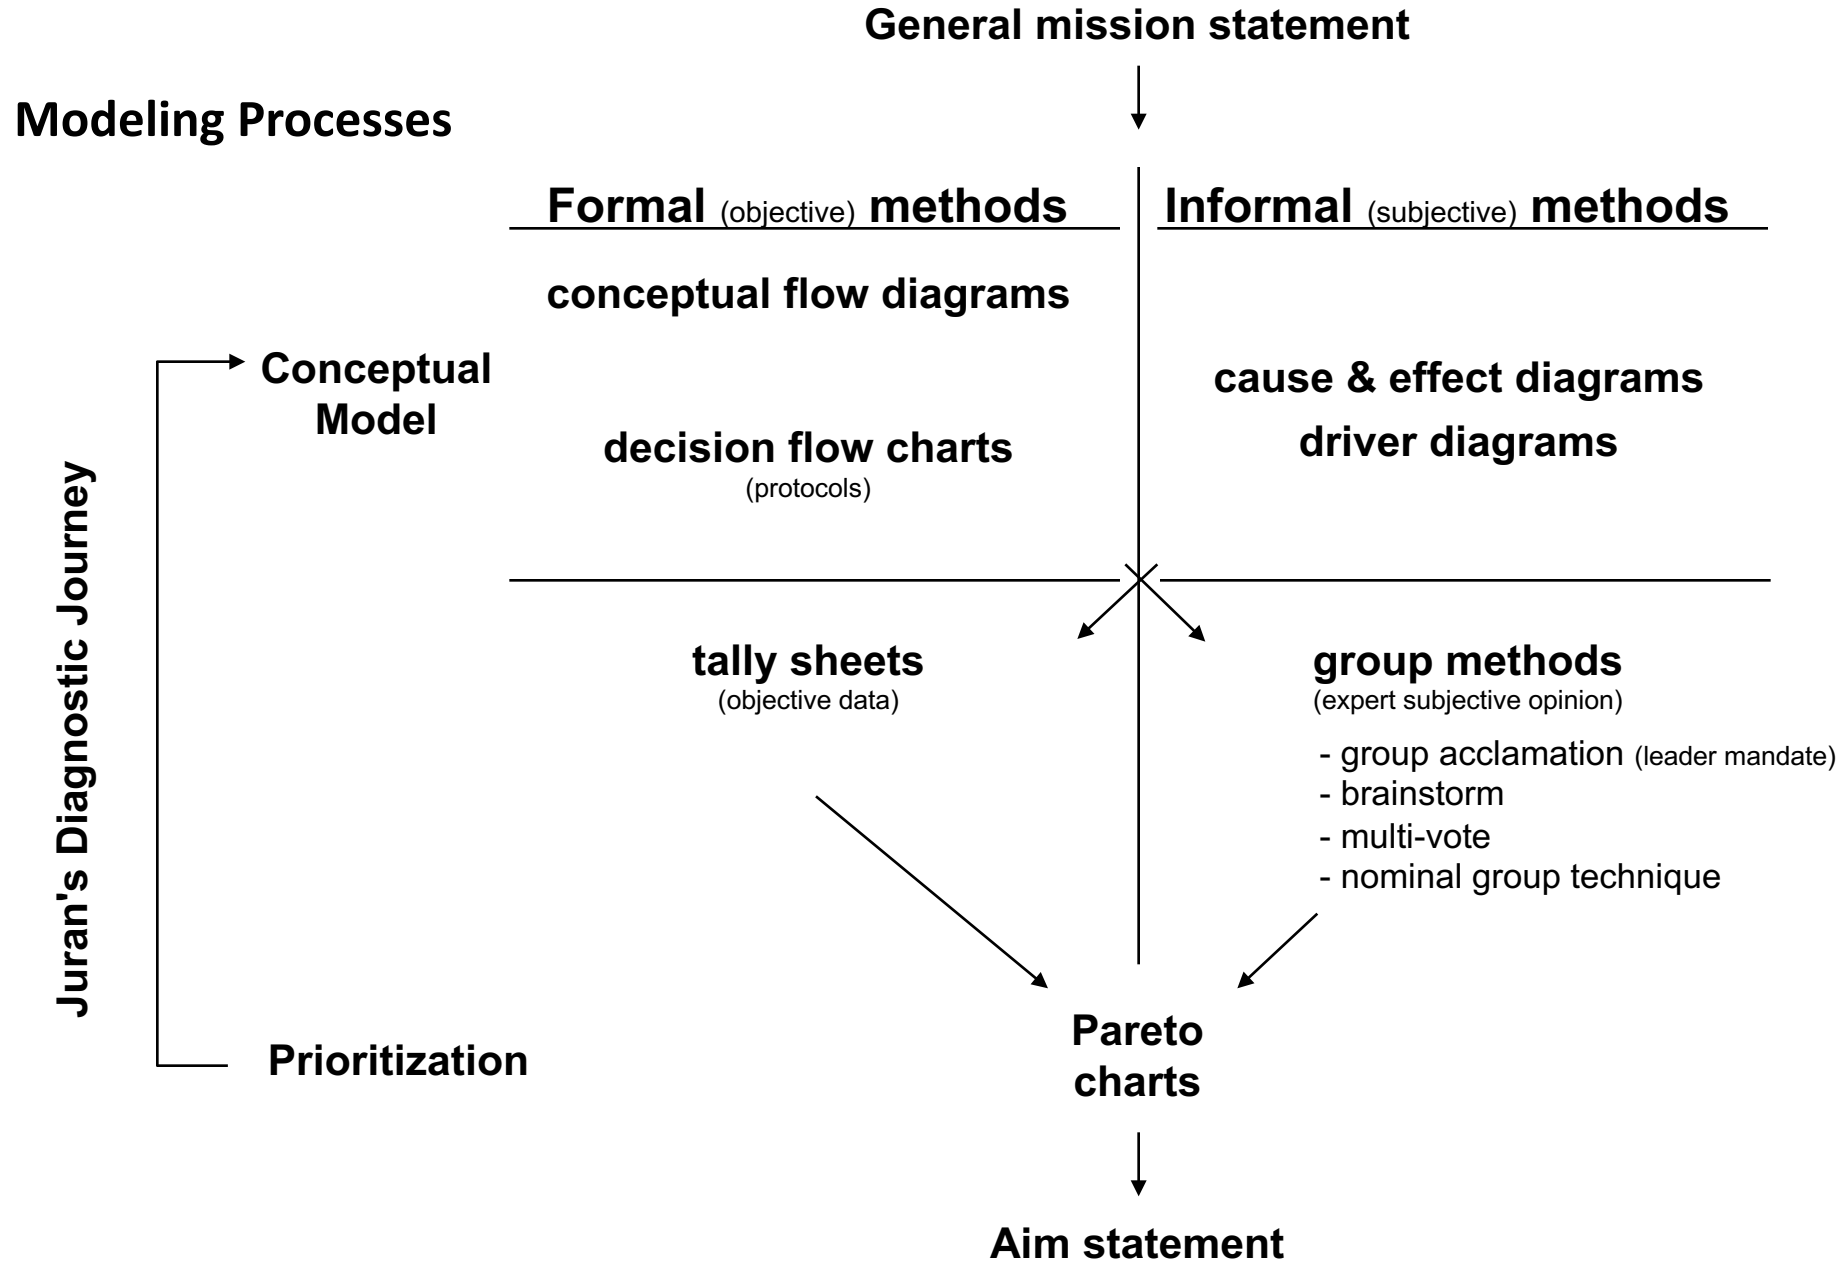 General mission statement
Modeling Processes
Formal (objective) methods
Informal (subjective) methods
conceptual flow diagrams
Conceptual
Model
cause & effect diagrams
driver diagrams
decision flow charts
(protocols)
Juran's Diagnostic Journey
tally sheets
(objective data)
group methods
(expert subjective opinion)
- group acclamation (leader mandate)
- brainstorm
- multi-vote
- nominal group technique
Prioritization
Pareto
charts
Aim statement